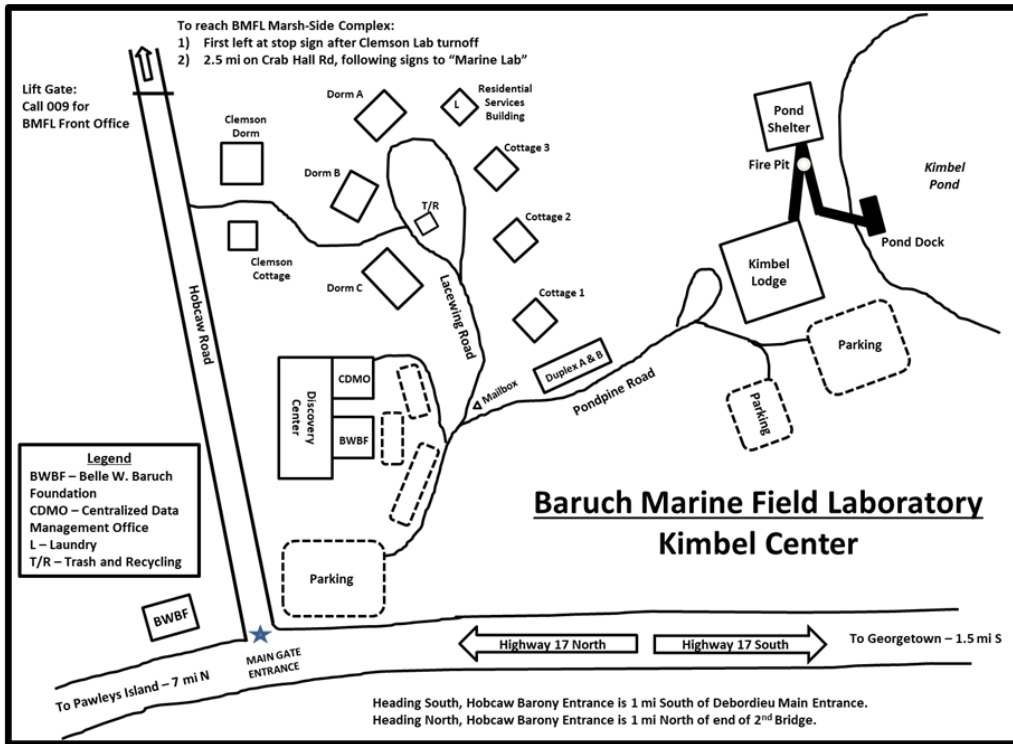 To reach BMFL Marsh-Side Complex:
1) First left at stop sign after Clemson Lab turnoff
2) 2.5 mi on Crab Hall Rd, following signs to “Marine Lab”
Lift Gate:
Call 009 for
BMFL Front Office
Clemson
Dorm
Clemson
Cottage
Dorm A
Dorm B
Dorm C
T/R
L
Residential
Services
Building
Cottage 3
Cottage 2
Cottage 1
Pond
Shelter
Fire Pit
Kimbel
Pond
Pond Dock
Kimbel
Lodge
Parking
Parking
Hobcaw Road
Lacewing Road
Duplex A & B
Mailbox
Pondpine Road
Discovery
Center
CDMO
BWBF
Legend
BWBF – Belle W. Baruch
Foundation
CDMO – Centralized Data
Management Office
L – Laundry
T/R – Trash and Recycling
Baruch Marine Field Laboratory
Kimbel Center
Parking
BWBF
MAIN GATE
ENTRANCE
Highway 17 North
Highway 17 South
To Georgetown – 1.5 mi S
To Pawleys Island – 7 mi N
Heading South, Hobcaw Barony Entrance is 1 mi South of Debordieu Main Entrance.
Heading North, Hobcaw Barony Entrance is 1 mi North of end of 2nd Bridge.